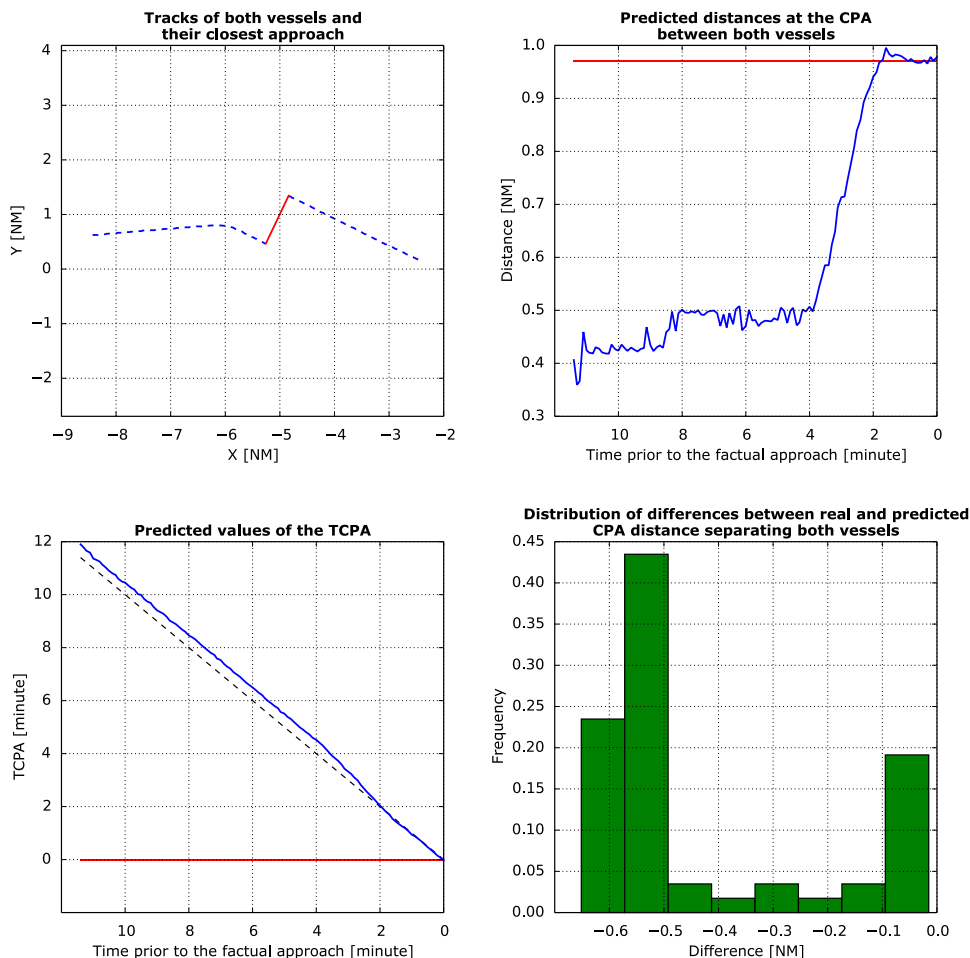 Tracks of both vessels and
their closest approach
4
3
2
1
0
−1
−2
Y [NM]
−9 −8 −7 −6 −5 −4 −3 −2
X [NM]
Predicted distances at the CPA
between both vessels
1.0
0.9
0.8
0.7
0.6
0.5
0.4
0.3
Distance [NM]
10 8 6 4 2 0
Time prior to the factual approach [minute]
Predicted values of the TCPA
12
10
8
6
4
2
0
TCPA [minute]
10 8 6 4 2 0
Time prior to the factual approach [minute]
Distribution of differences between real and predicted
CPA distance separating both vessels
0.45
0.40
0.35
0.30
0.25
0.20
0.15
0.10
0.05
0.00
Frequency
−0.6 −0.5 −0.4 −0.3 −0.2 −0.1 0.0
Difference [NM]